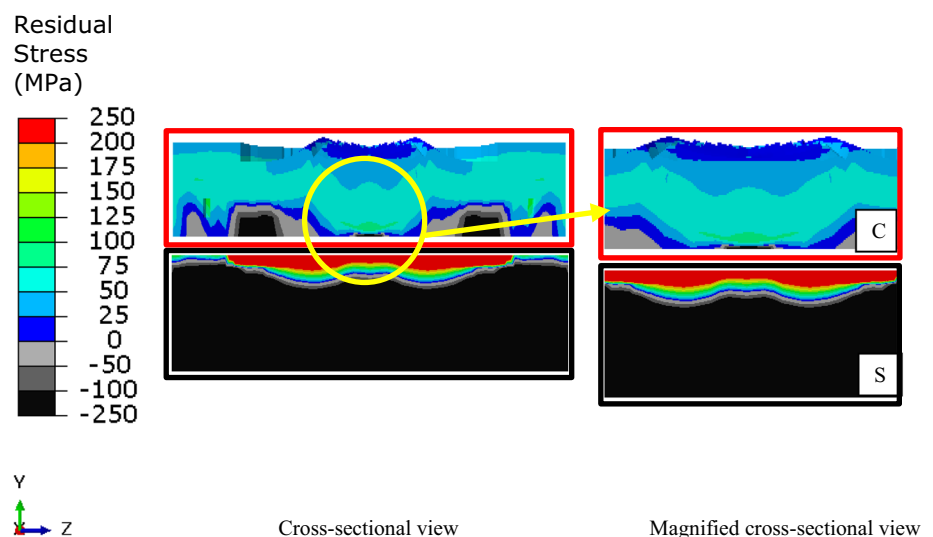 Residual
Stress
(MPa)
250
200
175
150
125
100
75
50
25
0
-50
-100
-250
C
S
Y
X
Z
Cross-sectional view
Magnified cross-sectional view